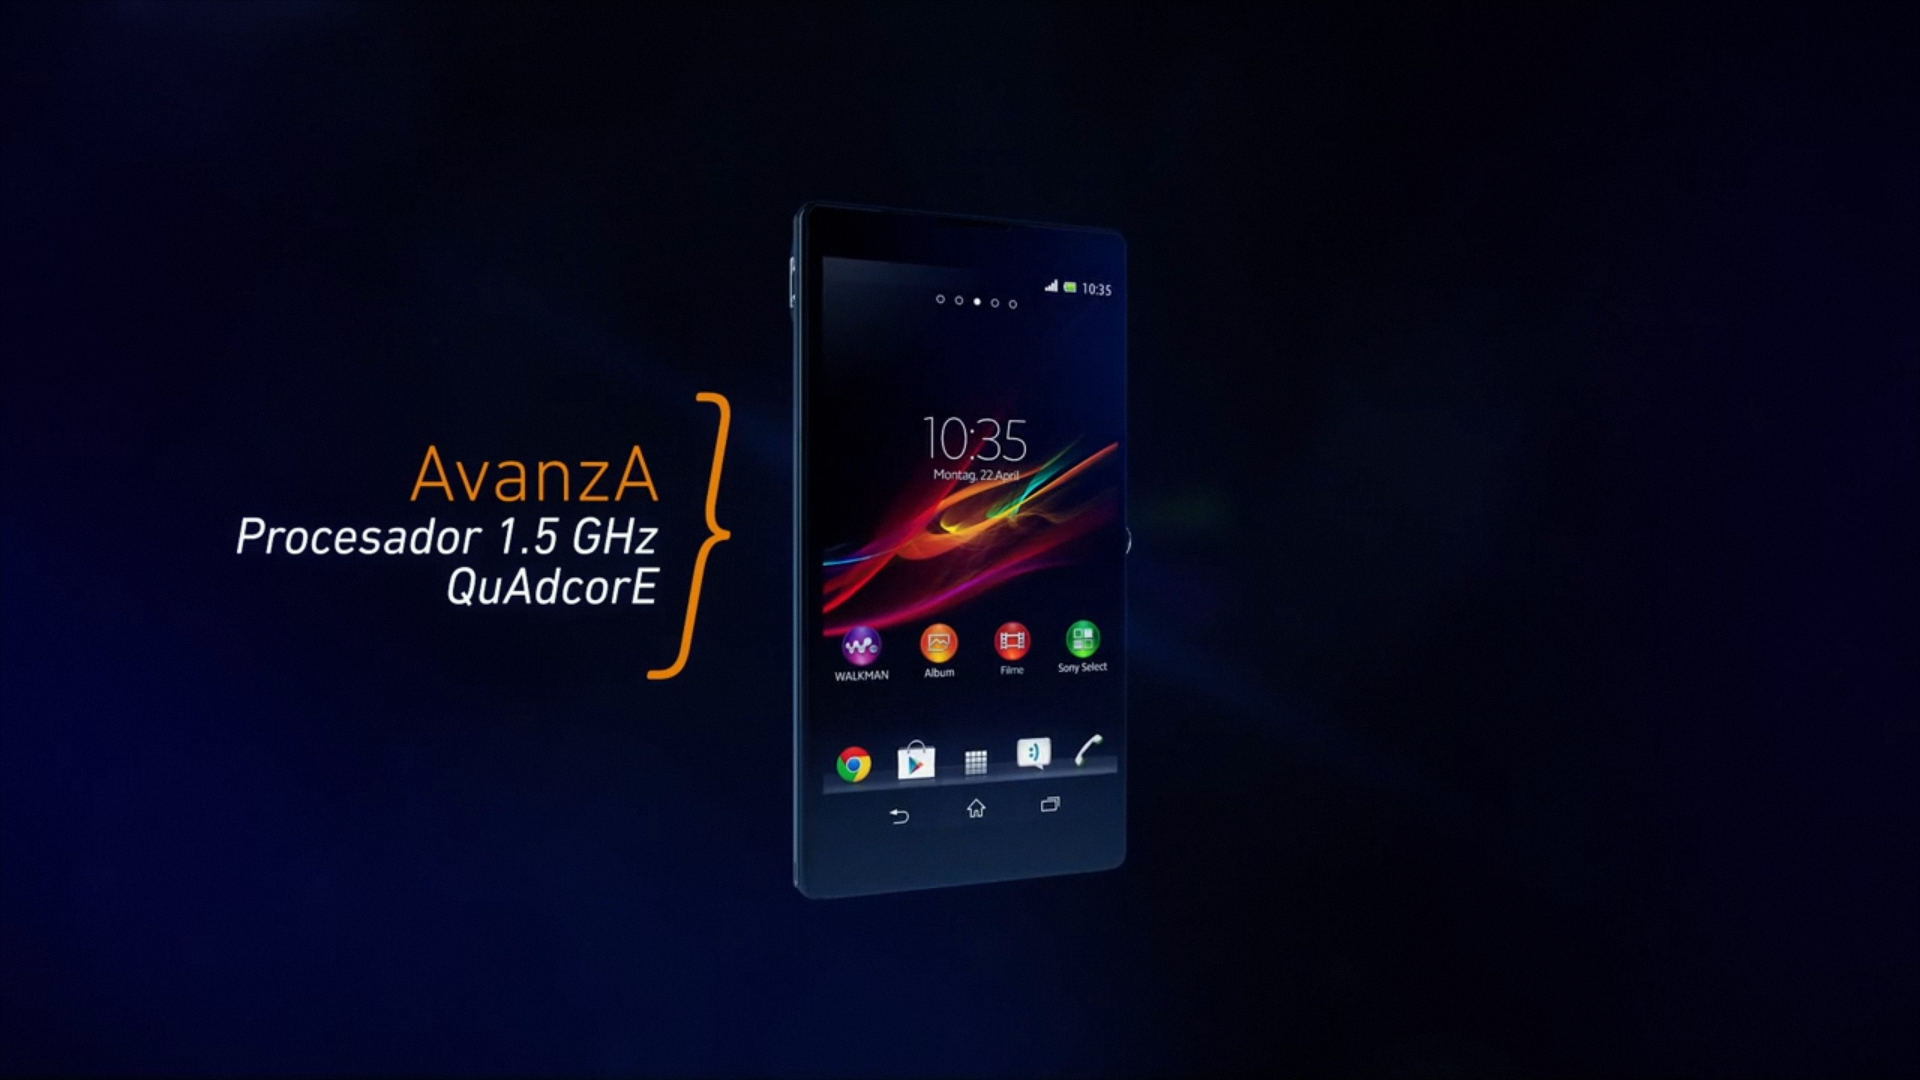 AvanzA
Procesador 1.5 GHz
QuAdcorE
10:35
10:35
Montag, 22.April
WALKMAN
Album
Filme
Sony Select